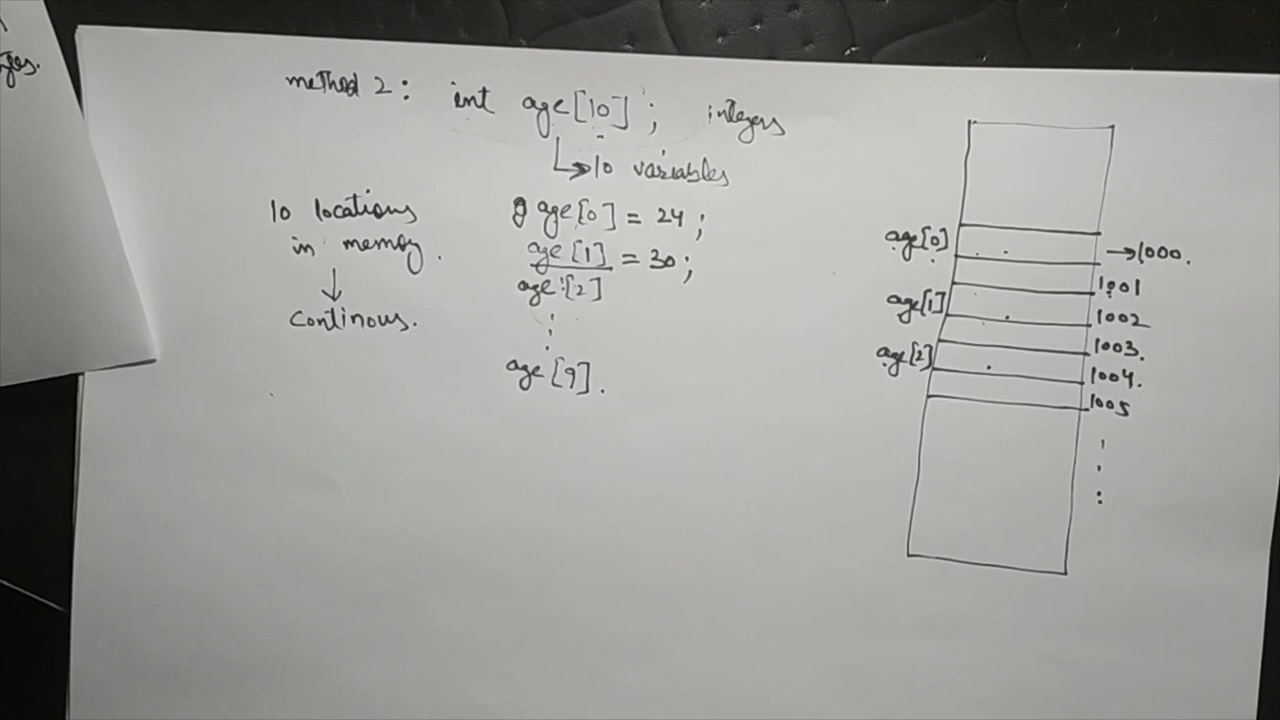 method 2: int age[10]; integers
10 variables
10 locations
in memory.
continous.
age[0] = 24;
age[1] = 30;
age[2]
age[9].
age[0] →1000.
1001
age[1] 1002
1003.
age[2] 1004.
1005